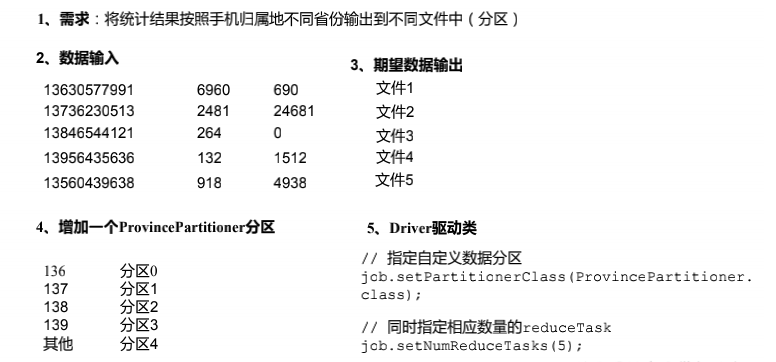 1、需求：将统计结果按照手机归属地不同省份输出到不同文件中（分区）
2、数据输入
13630577991 6960 690
13736230513 2481 24681
13846544121 264 0
13956435636 132 1512
13560439638 918 4938
3、期望数据输出
文件1
文件2
文件3
文件4
文件5
4、增加一个ProvincePartitioner分区
136 分区0
137 分区1
138 分区2
139 分区3
其他 分区4
5、Driver驱动类
// 指定自定义数据分区
job.setPartitionerClass(ProvincePartitioner.
class);
// 同时指定相应数量的reduceTask
job.setNumReduceTasks(5);